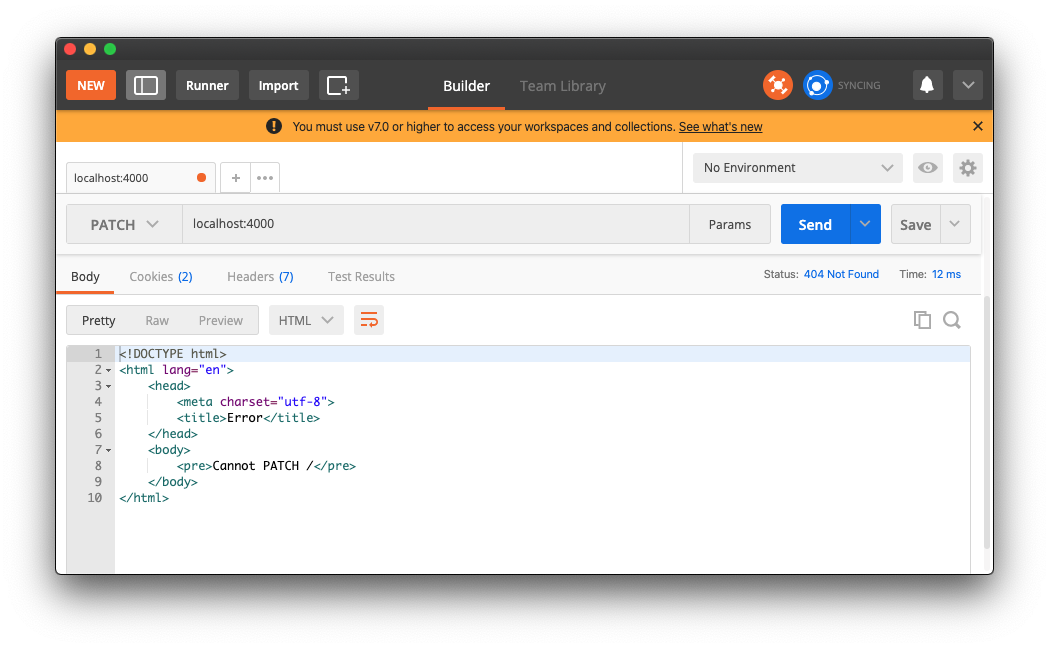 NEW Runner Import Builder Team Library SYNCING
You must use v7.0 or higher to access your workspaces and collections. See what's new
localhost:4000 No Environment
PATCH localhost:4000 Params Send Save
Body Cookies (2) Headers (7) Test Results Status: 404 Not Found Time: 12 ms
Pretty Raw Preview HTML
1 <!DOCTYPE html>
2 <html lang="en">
3 <head>
4 <meta charset="utf-8">
5 <title>Error</title>
6 </head>
7 <body>
8 <pre>Cannot PATCH /</pre>
9 </body>
10 </html>